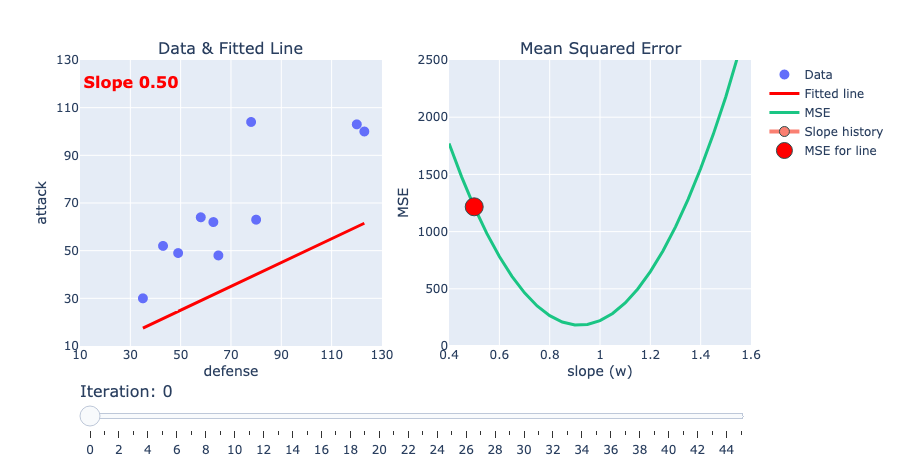 Data & Fitted Line
Slope 0.50
130
110
90
70
50
30
10
attack
10 30 50 70 90 110 130
defense
Mean Squared Error
2500
2000
1500
1000
500
0
MSE
0.4 0.6 0.8 1 1.2 1.4 1.6
slope (w)
Data
Fitted line
MSE
Slope history
MSE for line
Iteration: 0
0 2 4 6 8 10 12 14 16 18 20 22 24 26 28 30 32 34 36 38 40 42 44